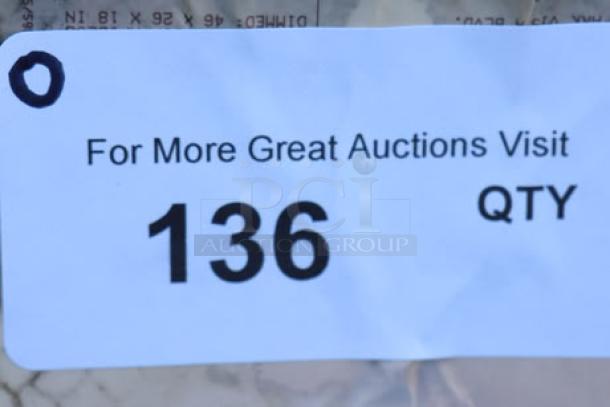 DIMMED: 46 X 26 X 18 IN
O
For More Great Auctions Visit
136 QTY
PCI
AUCTION GROUP